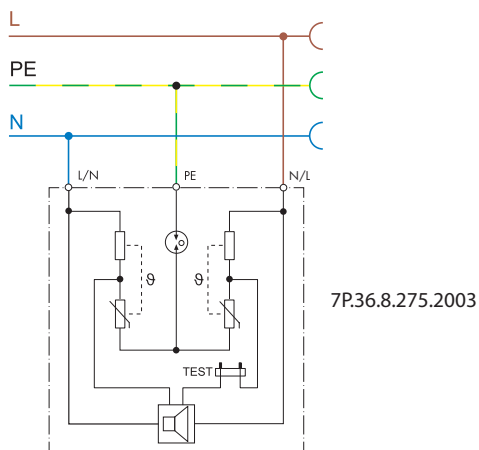 L
PE
N
L/N PE N/L
ϑ ϑ
7P.36.8.275.2003
TEST